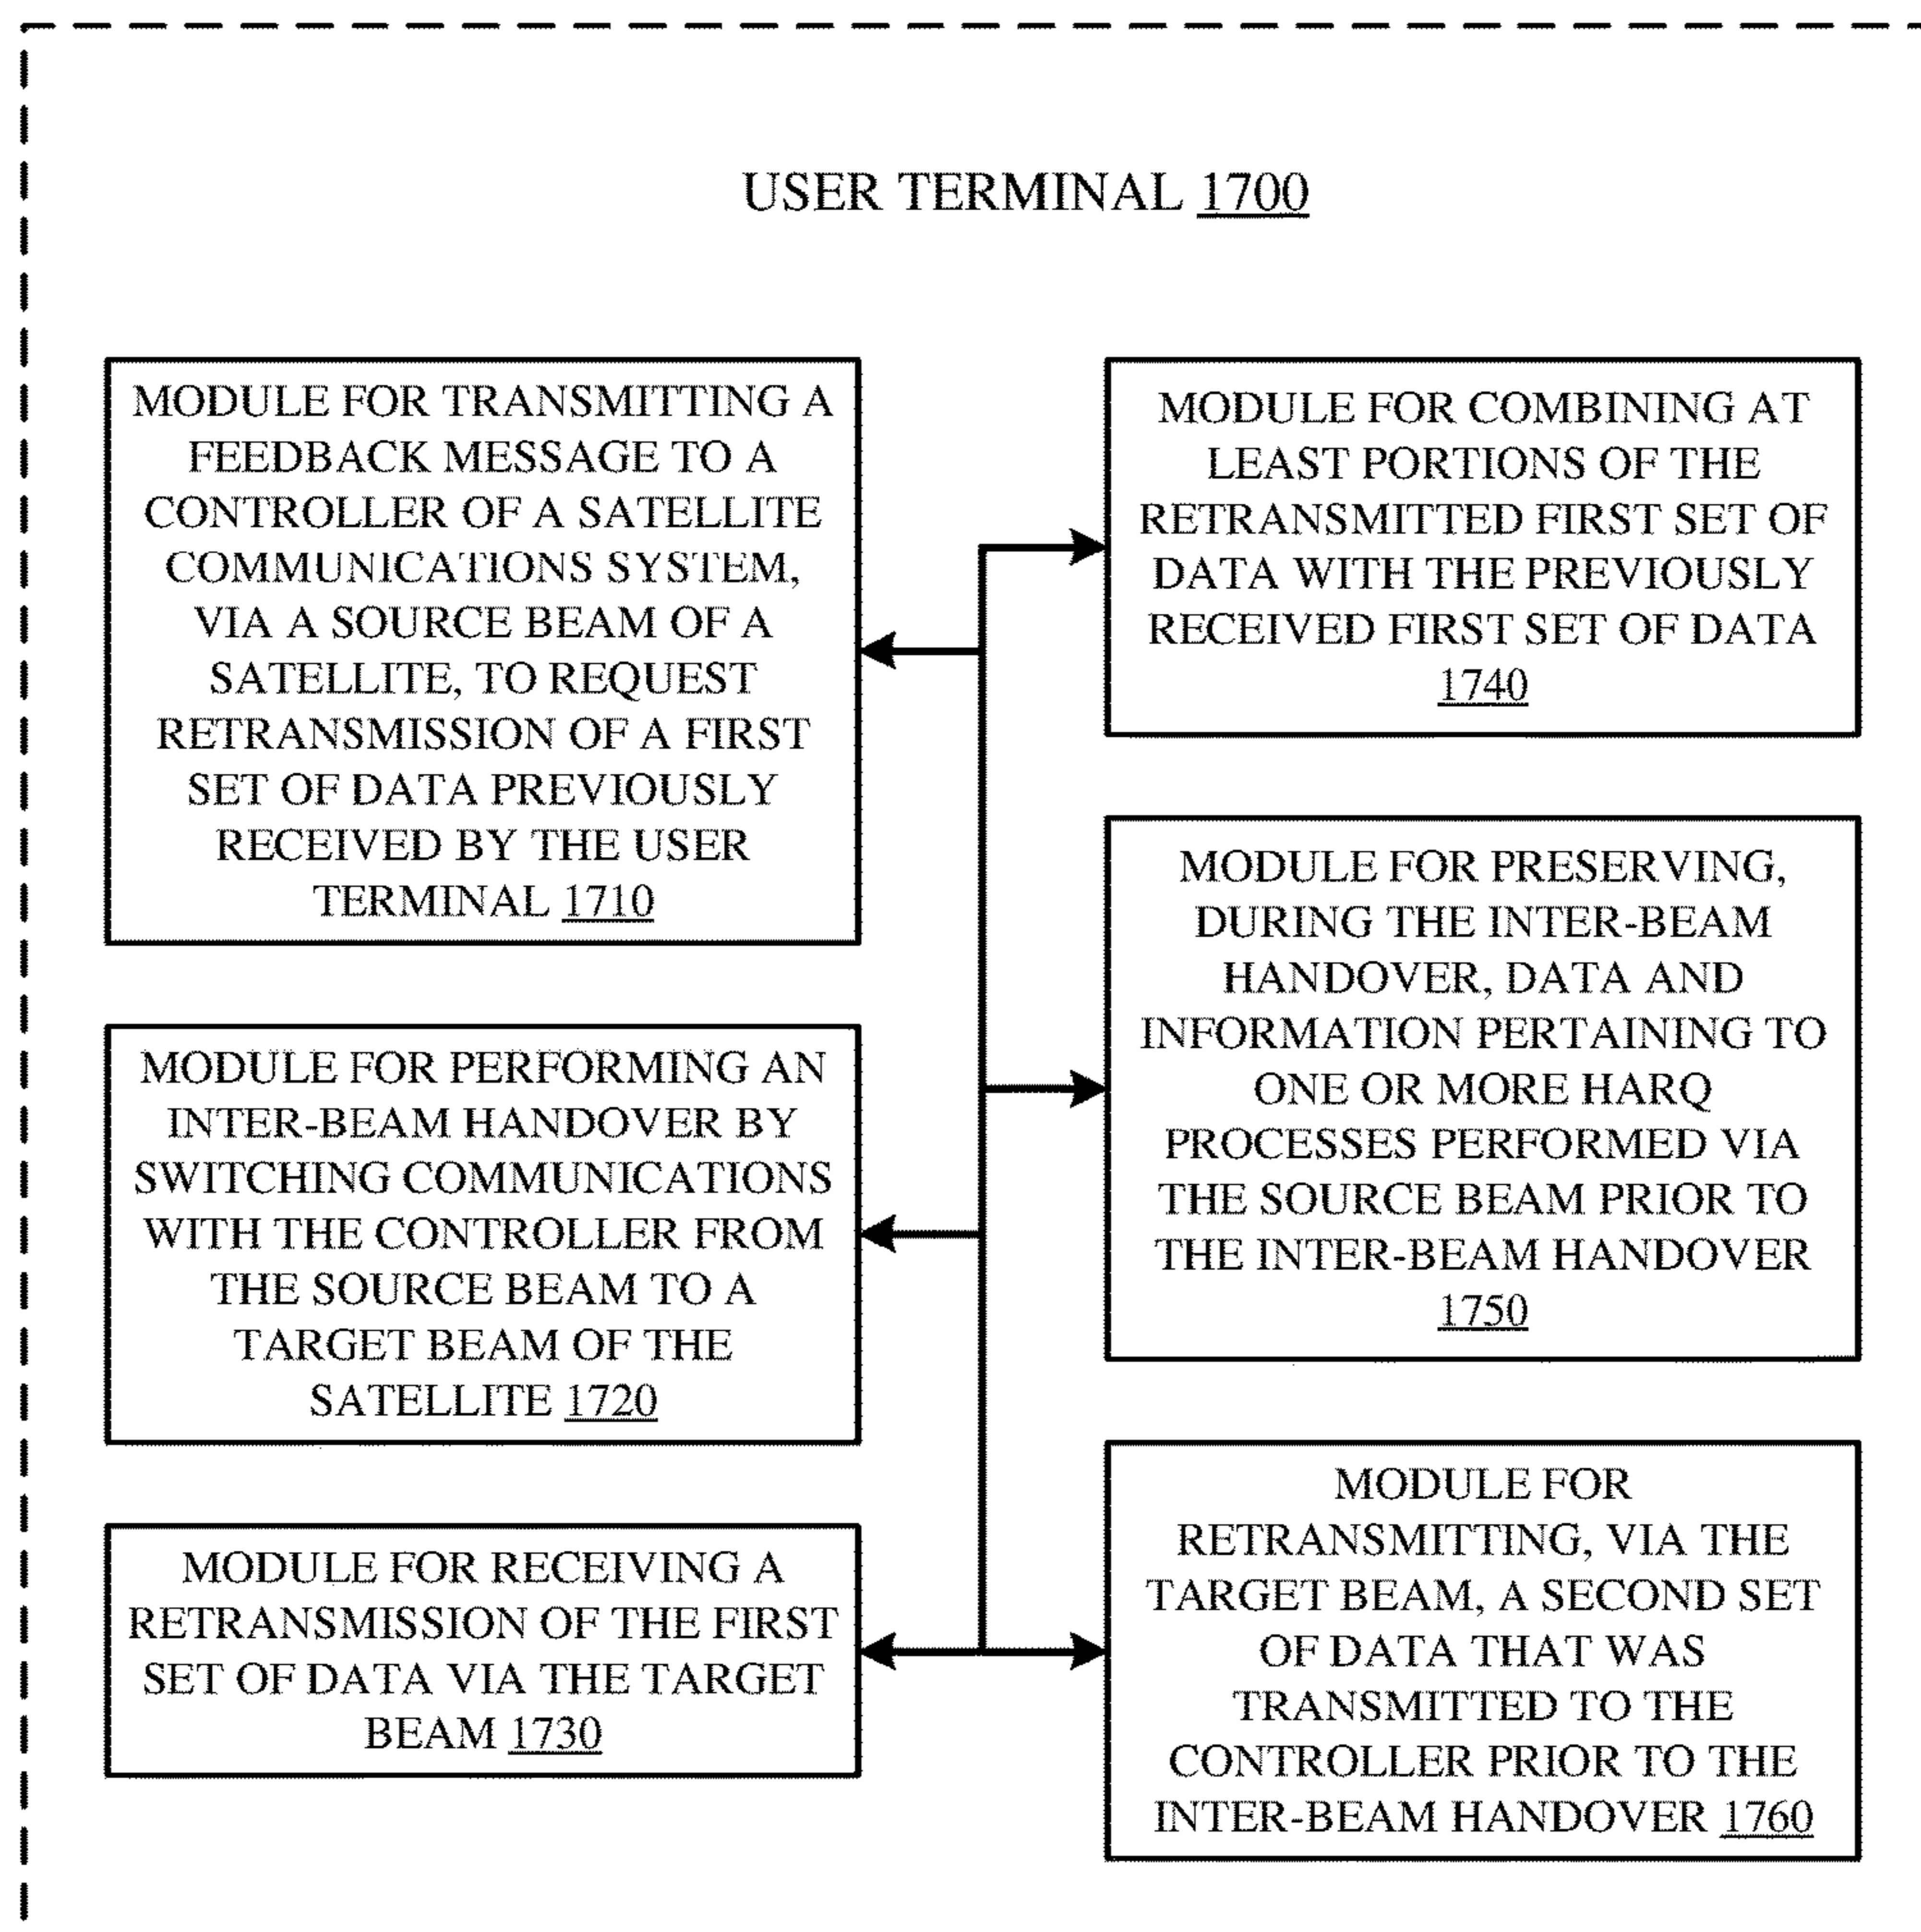 USER TERMINAL 1700
MODULE FOR TRANSMITTING A
FEEDBACK MESSAGE TO A
CONTROLLER OF A SATELLITE
COMMUNICATIONS SYSTEM,
VIA A SOURCE BEAM OF A
SATELLITE, TO REQUEST
RETRANSMISSION OF A FIRST
SET OF DATA PREVIOUSLY
RECEIVED BY THE USER
TERMINAL 1710
MODULE FOR PERFORMING AN
INTER-BEAM HANDOVER BY
SWITCHING COMMUNICATIONS
WITH THE CONTROLLER FROM
THE SOURCE BEAM TO A
TARGET BEAM OF THE
SATELLITE 1720
MODULE FOR RECEIVING A
RETRANSMISSION OF THE FIRST
SET OF DATA VIA THE TARGET
BEAM 1730
MODULE FOR COMBINING AT
LEAST PORTIONS OF THE
RETRANSMITTED FIRST SET OF
DATA WITH THE PREVIOUSLY
RECEIVED FIRST SET OF DATA
1740
MODULE FOR PRESERVING,
DURING THE INTER-BEAM
HANDOVER, DATA AND
INFORMATION PERTAINING TO
ONE OR MORE HARQ
PROCESSES PERFORMED VIA
THE SOURCE BEAM PRIOR TO
THE INTER-BEAM HANDOVER
1750
MODULE FOR
RETRANSMITTING, VIA THE
TARGET BEAM, A SECOND SET
OF DATA THAT WAS
TRANSMITTED TO THE
CONTROLLER PRIOR TO THE
INTER-BEAM HANDOVER 1760